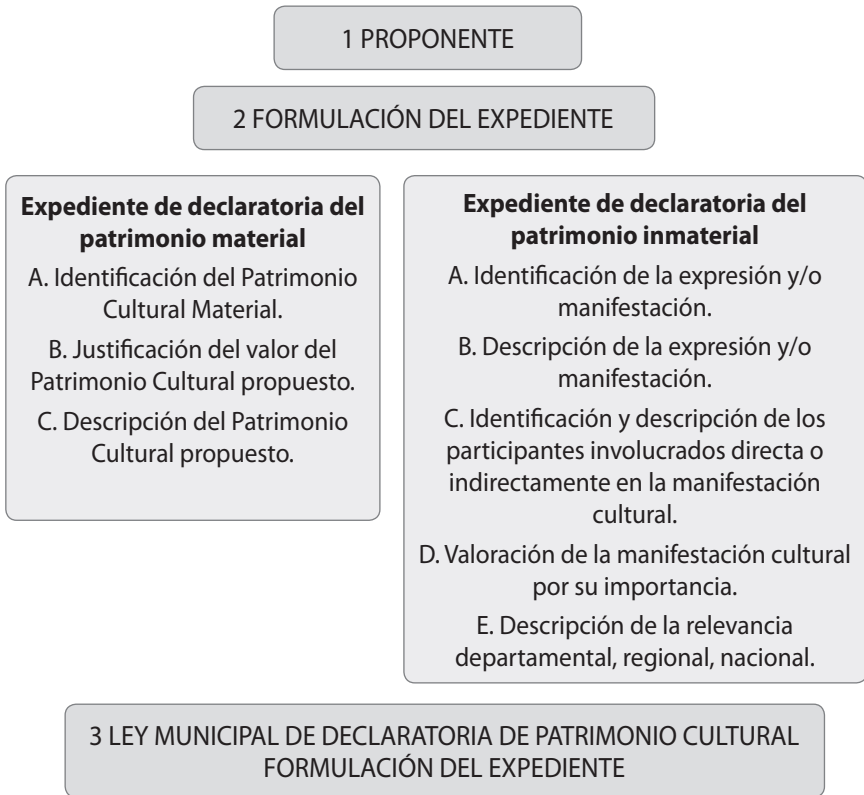 1 PROPONENTE
2 FORMULACIÓN DEL EXPEDIENTE
Expediente de declaratoria del
patrimonio material
A. Identificación del Patrimonio
Cultural Material.
B. Justificación del valor del
Patrimonio Cultural propuesto.
C. Descripción del Patrimonio
Cultural propuesto.
Expediente de declaratoria del
patrimonio inmaterial
A. Identificación de la expresión y/o
manifestación.
B. Descripción de la expresión y/o
manifestación.
C. Identificación y descripción de los
participantes involucrados directa o
indirectamente en la manifestación
cultural.
D. Valoración de la manifestación cultural
por su importancia.
E. Descripción de la relevancia
departamental, regional, nacional.
3 LEY MUNICIPAL DE DECLARATORIA DE PATRIMONIO CULTURAL
FORMULACIÓN DEL EXPEDIENTE